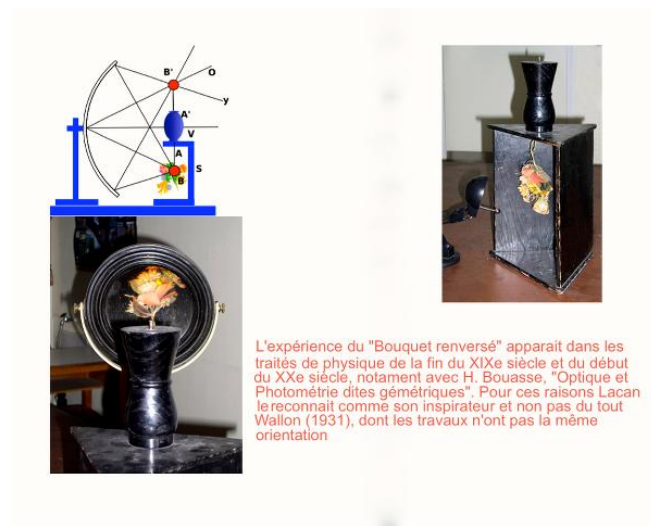 B'
O
y
A'
V
A
S
B
L'expérience du "Bouquet renversé" apparait dans les
traités de physique de la fin du XIXe siècle et du début
du XXe siècle, notament avec H. Bouasse, "Optique et
Photométrie dites gémétriques". Pour ces raisons Lacan
le reconnait comme son inspirateur et non pas du tout
Wallon (1931), dont les travaux n'ont pas la même
orientation